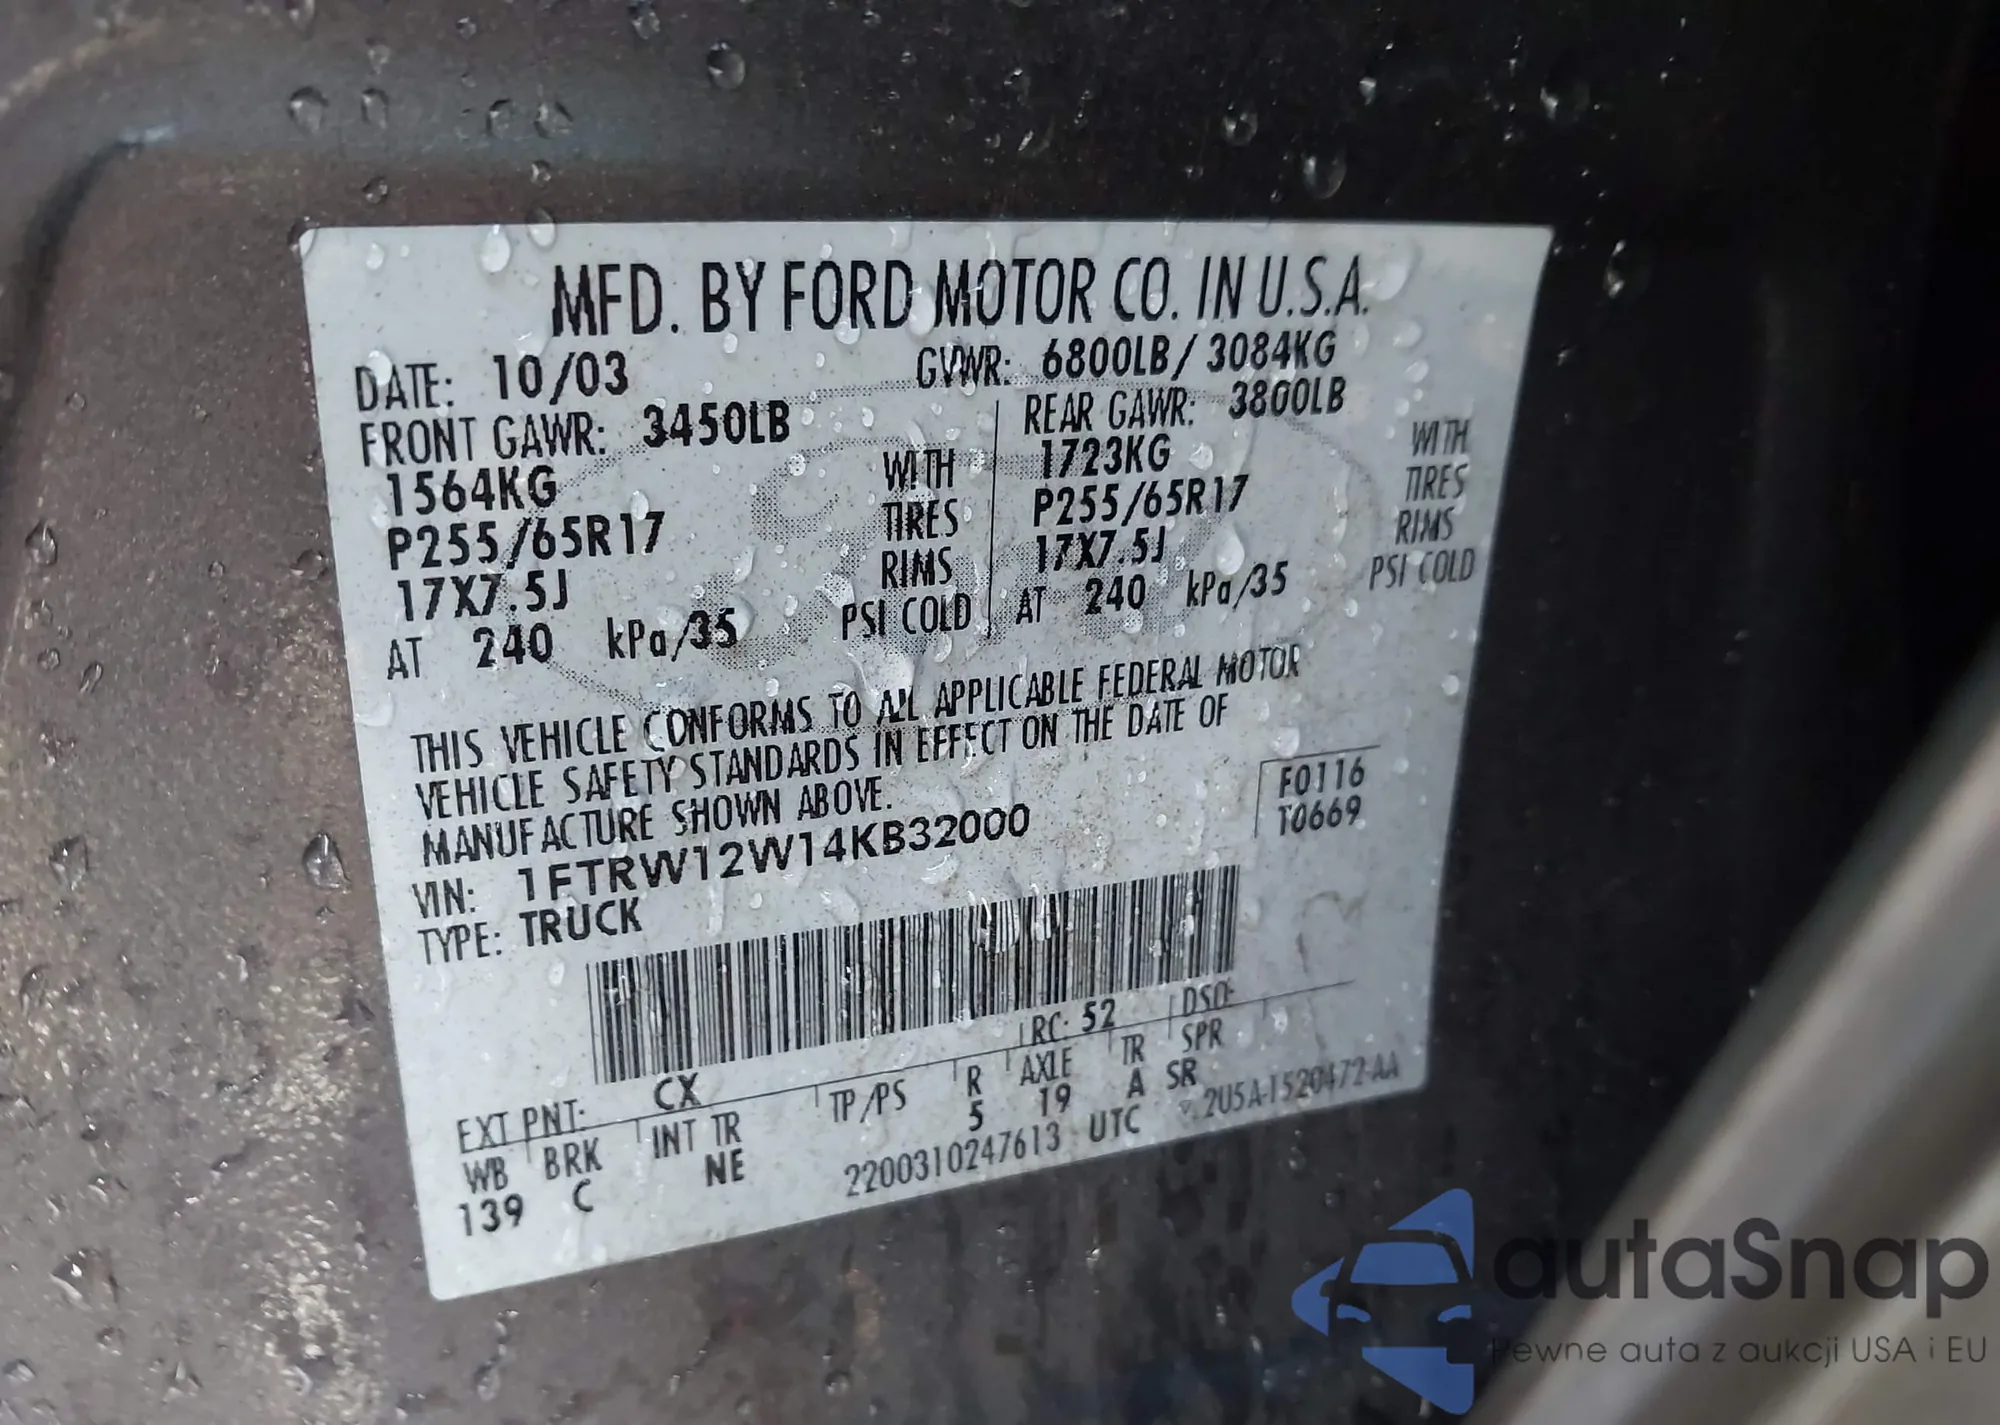 MFD. BY FORD MOTOR CO. IN U.S.A.
DATE: 10/03 GVWR: 6800LB / 3084KG
FRONT GAWR: 3450LB REAR GAWR: 3800LB
1564KG WITH 1723KG WITH
P255/65R17 TIRES P255/65R17 TIRES
17X7.5J RIMS 17X7.5J RIMS
AT 240 kPa/35 PSI COLD AT 240 kPa/35 PSI COLD
THIS VEHICLE CONFORMS TO ALL APPLICABLE FEDERAL MOTOR
VEHICLE SAFETY STANDARDS IN EFFECT ON THE DATE OF
MANUFACTURE SHOWN ABOVE.
F0116
T0669
VIN: 1FTRW12W14KB32000
TYPE: TRUCK
EXT PNT: CX RC: 52 DSO:
WB BRK INT TR TP/PS R AXLE TR SPR
139 C NE 5 19 A SR
2200310247613 UTC 2U5A-1520472-AA
autaSnap
Pewne auta z aukcji USA i EU